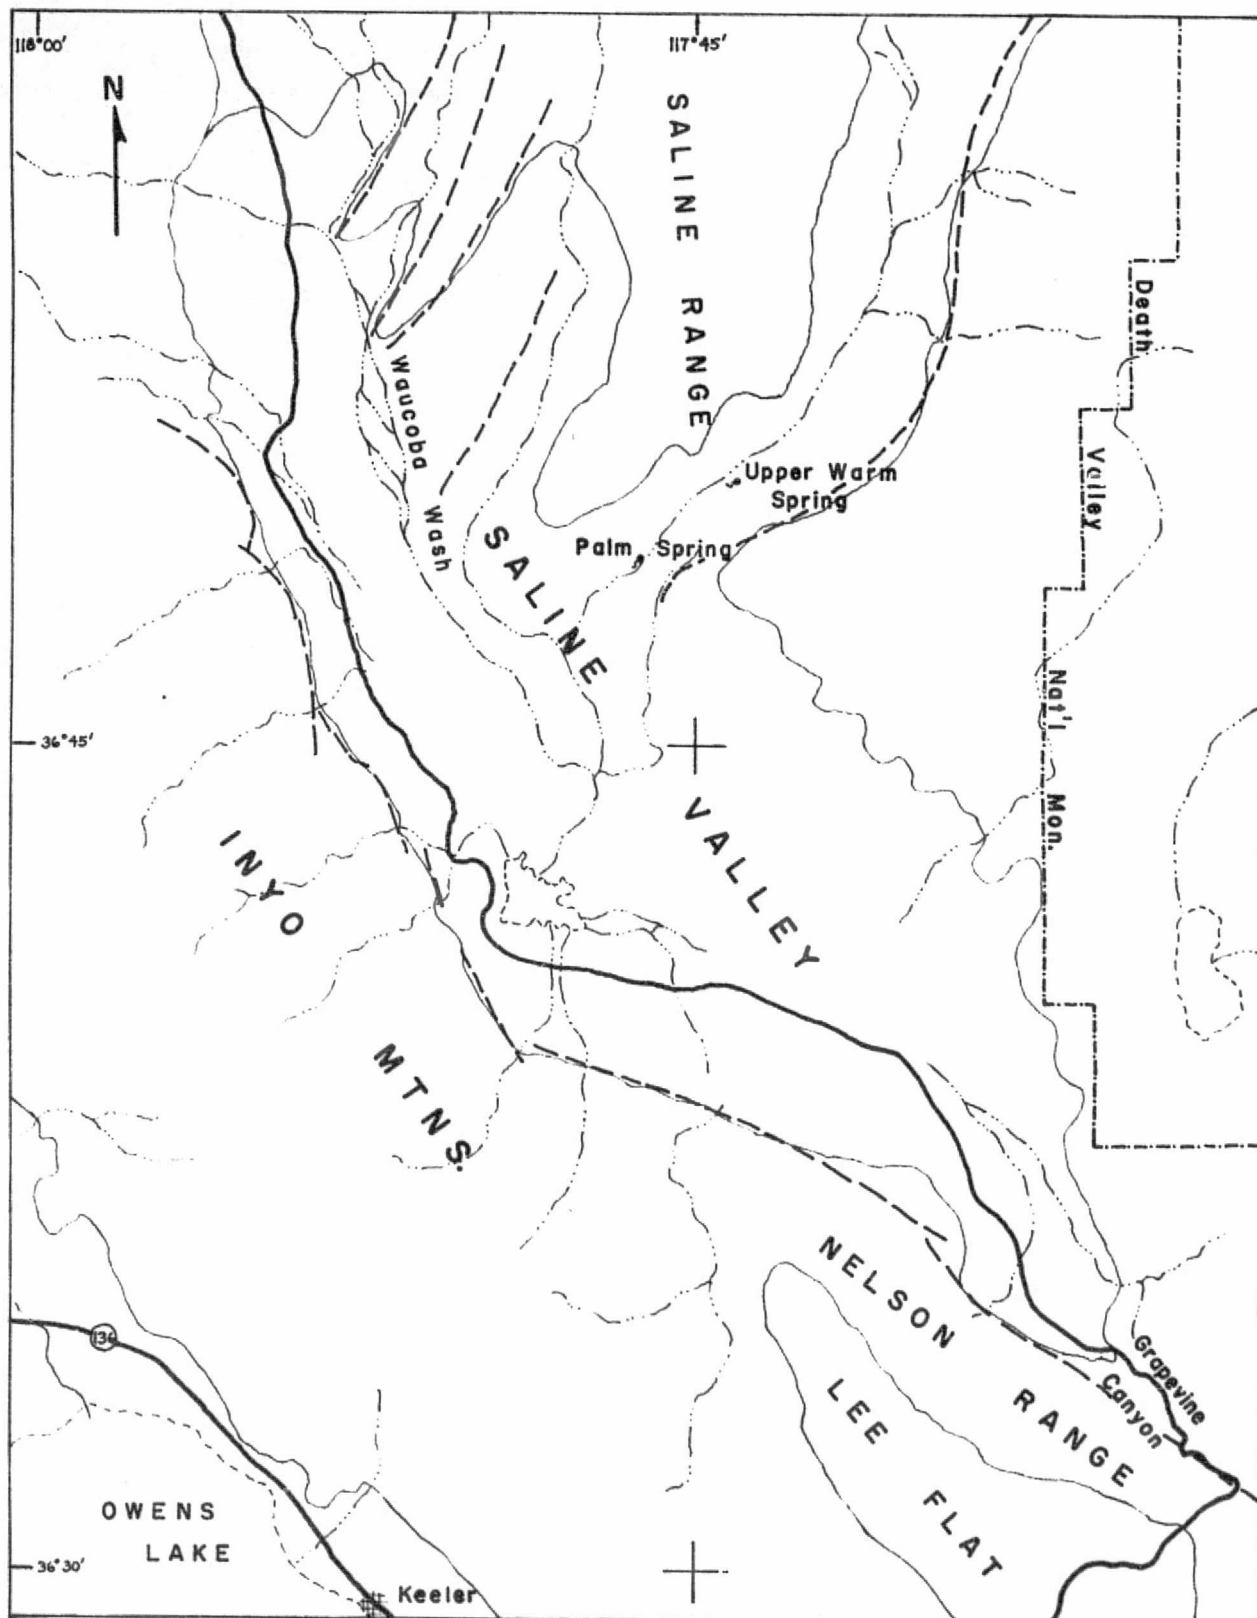 118°00'
117°45'
N
SALINE RANGE
Death
Valley
Nat'l
Mon.
Waucoba
Wash
Upper Warm
Spring
Palm Spring
SALINE
VALLEY
36°45'
INYO
MTNS.
NELSON
RANGE
Grapevine
Canyon
LEE
FLAT
136
OWENS
LAKE
36°30'
Keeler